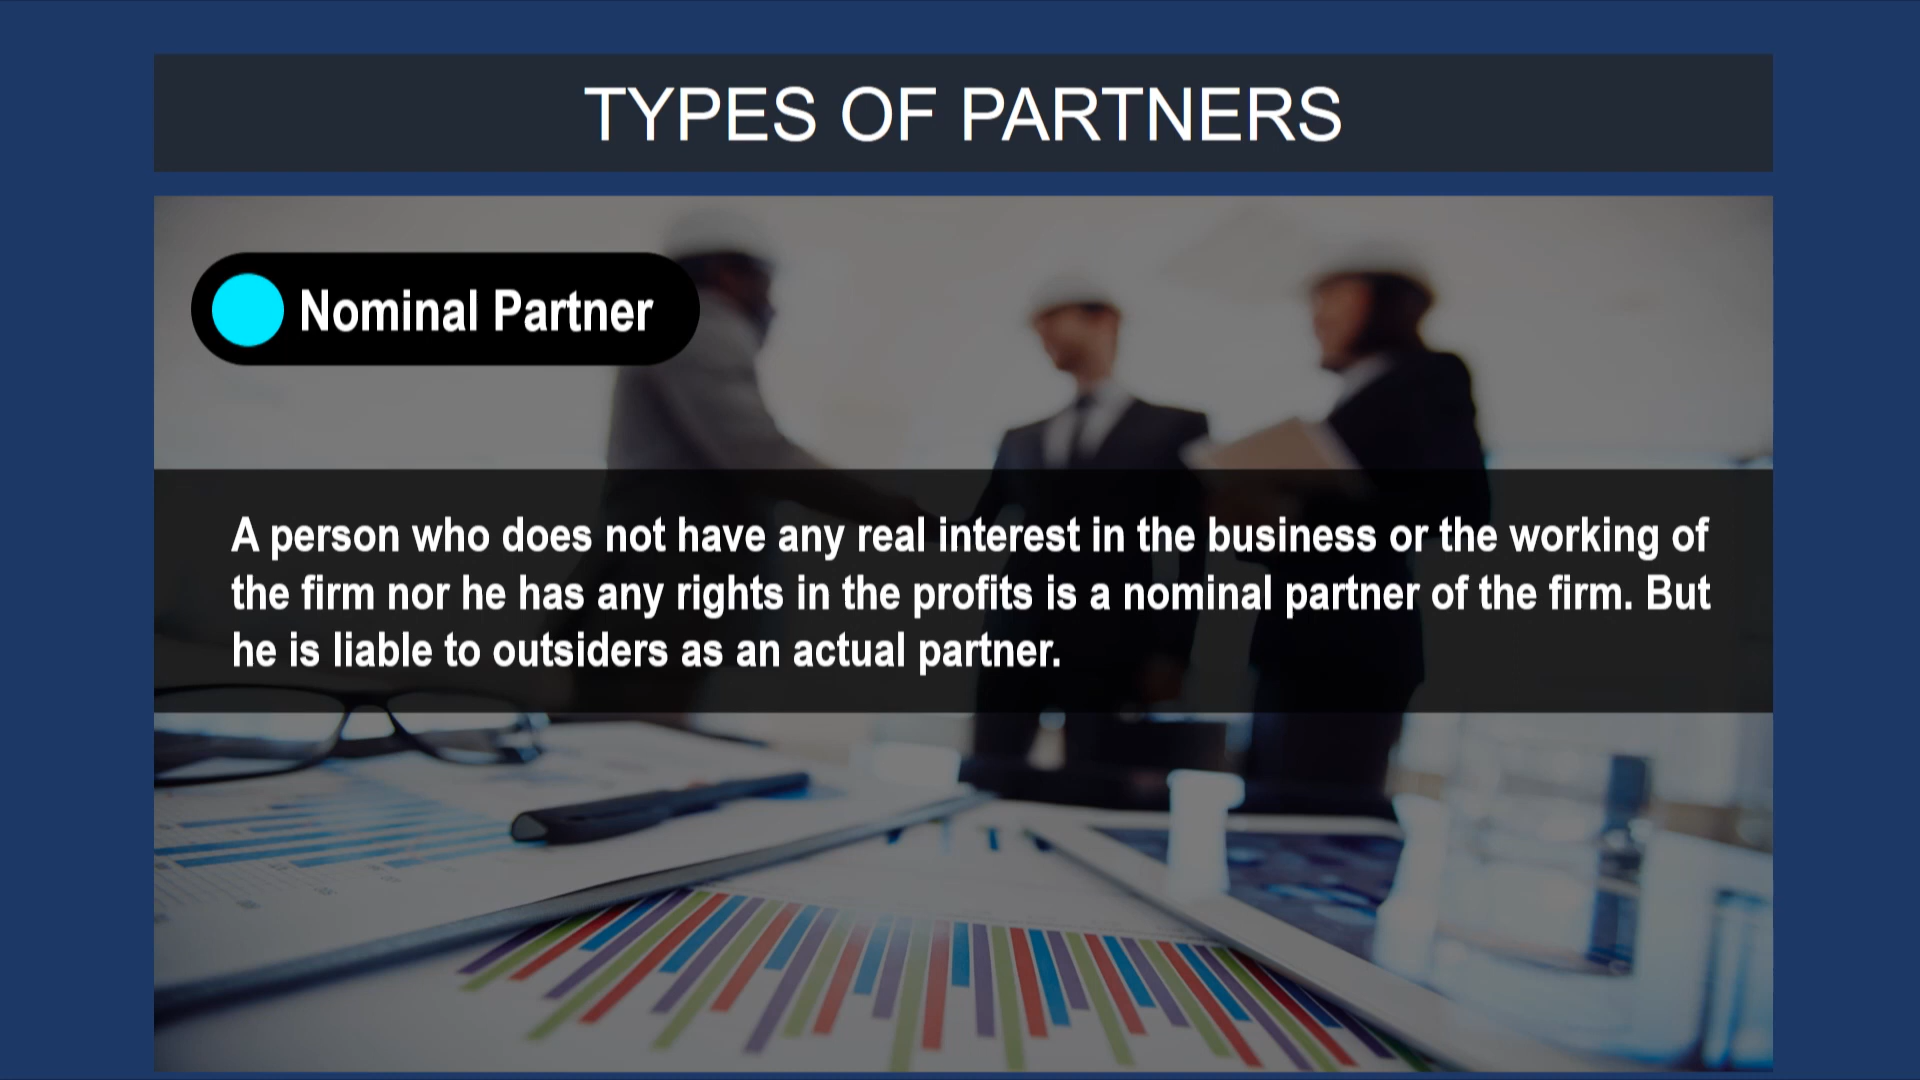 TYPES OF PARTNERS
Nominal Partner
A person who does not have any real interest in the business or the working of
the firm nor he has any rights in the profits is a nominal partner of the firm. But
he is liable to outsiders as an actual partner.